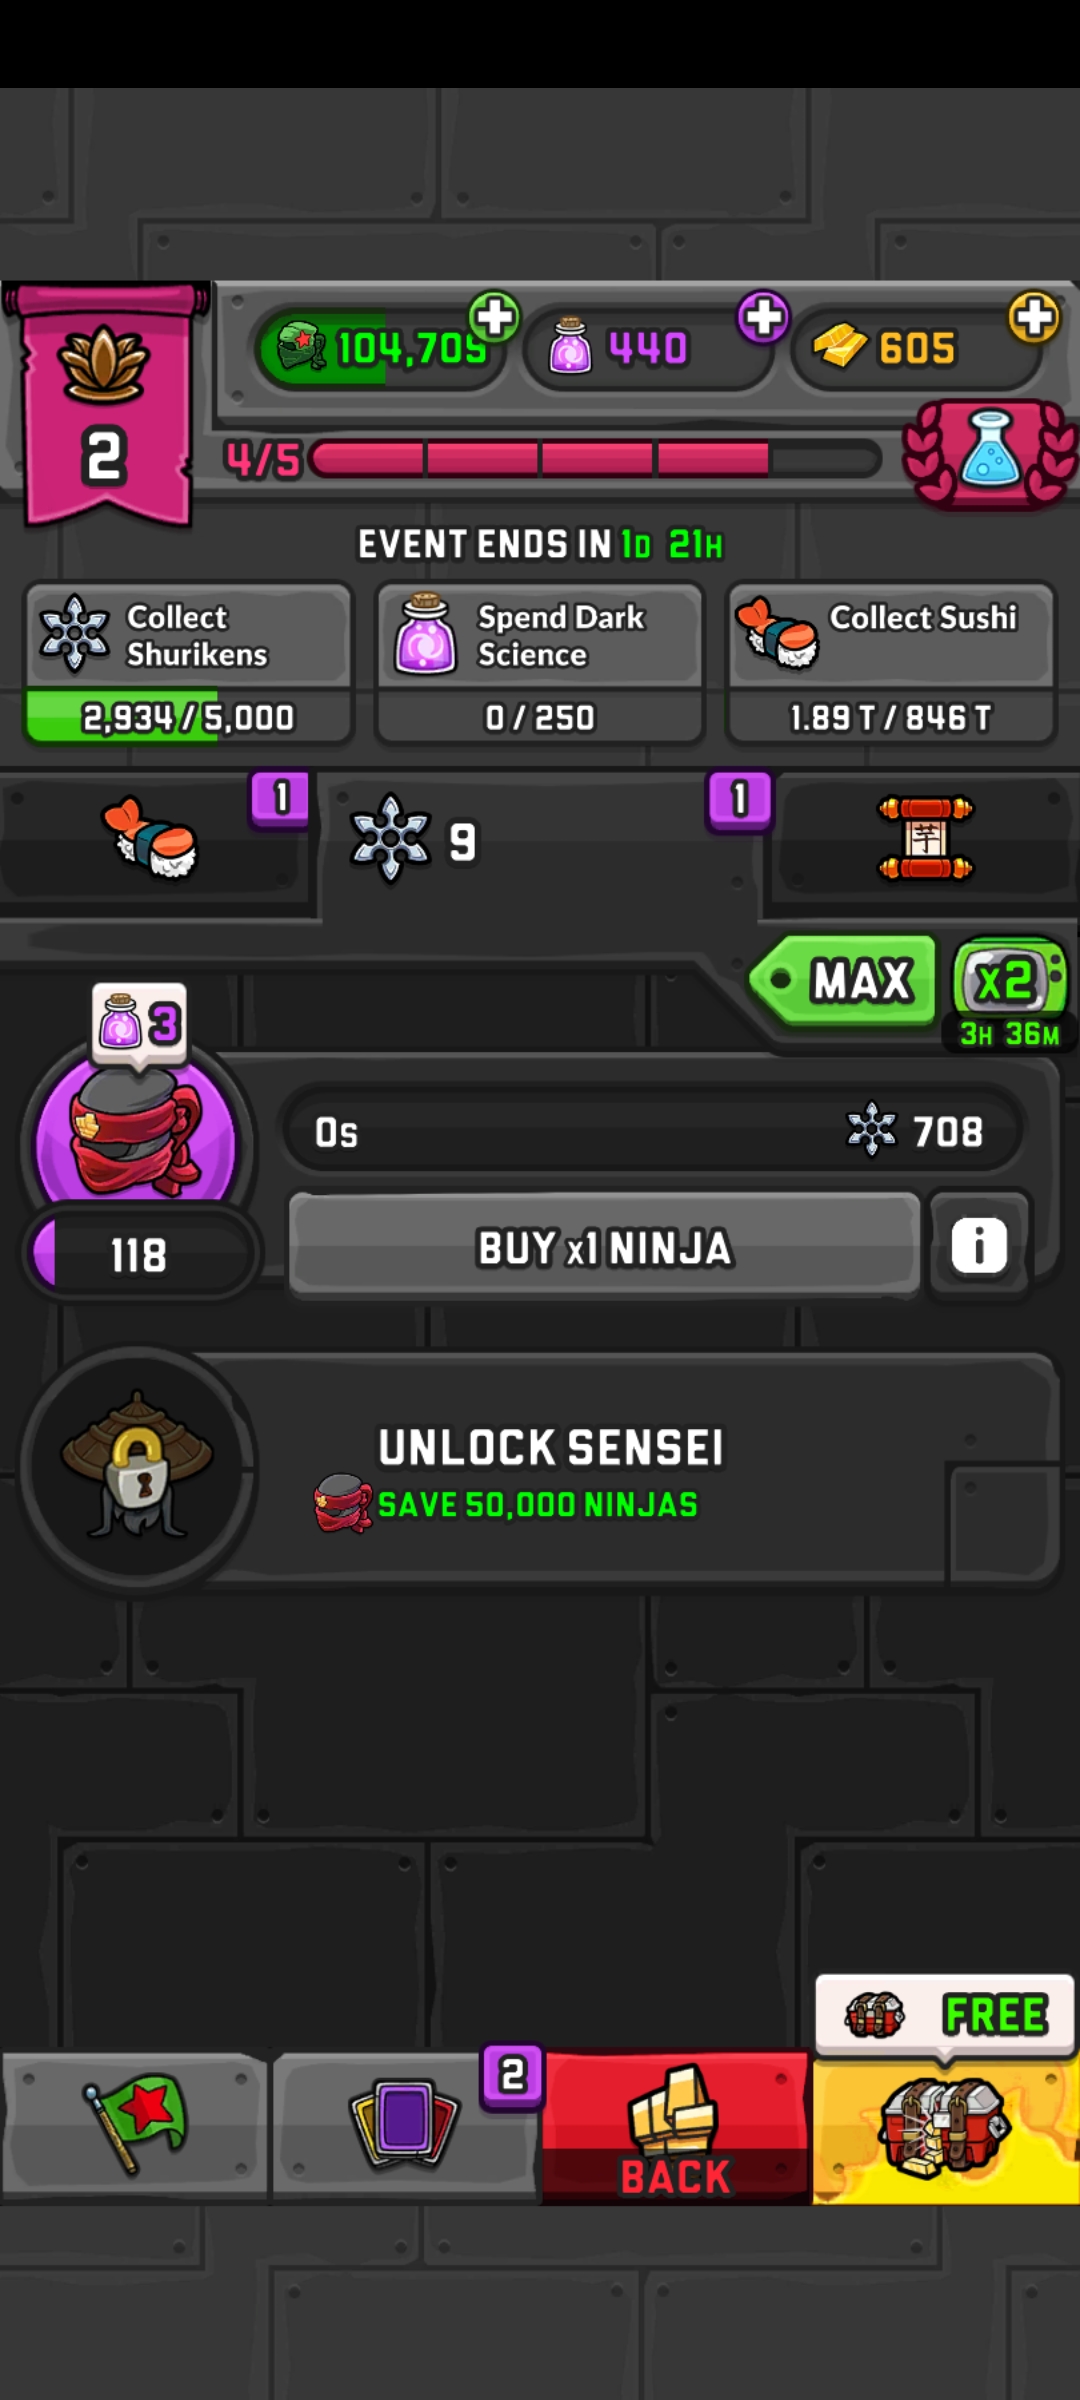 104,709
440
605
2
4/5
EVENT ENDS IN 1D 21H
Collect
Shurikens
Spend Dark
Science
Collect Sushi
2,934 / 5,000
0 / 250
1.89 T / 846 T
1
9
1
芋
MAX
x2
3H 36M
3
0s
708
118
BUY x1 NINJA
i
UNLOCK SENSEI
SAVE 50,000 NINJAS
FREE
2
BACK